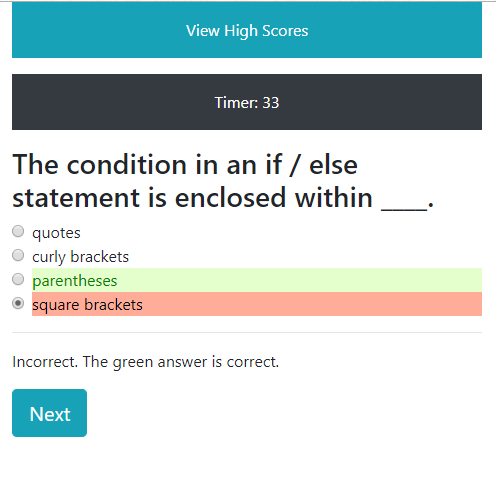 View High Scores
Timer: 33
The condition in an if / else
statement is enclosed within ____.
quotes
curly brackets
parentheses
square brackets
Incorrect. The green answer is correct.
Next